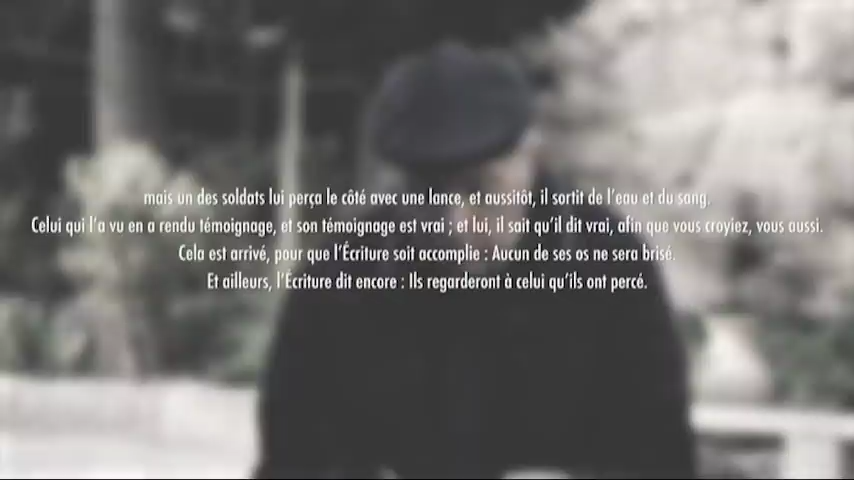 mais un des soldats lui perça le côté avec une lance, et aussitôt, il sortit de l'eau et du sang.
Celui qui l'a vu en a rendu témoignage, et son témoignage est vrai ; et lui, il sait qu'il dit vrai, afin que vous croyiez, vous aussi.
Cela est arrivé, pour que l'Écriture soit accomplie : Aucun de ses os ne sera brisé.
Et ailleurs, l'Écriture dit encore : Ils regarderont à celui qu'ils ont percé.